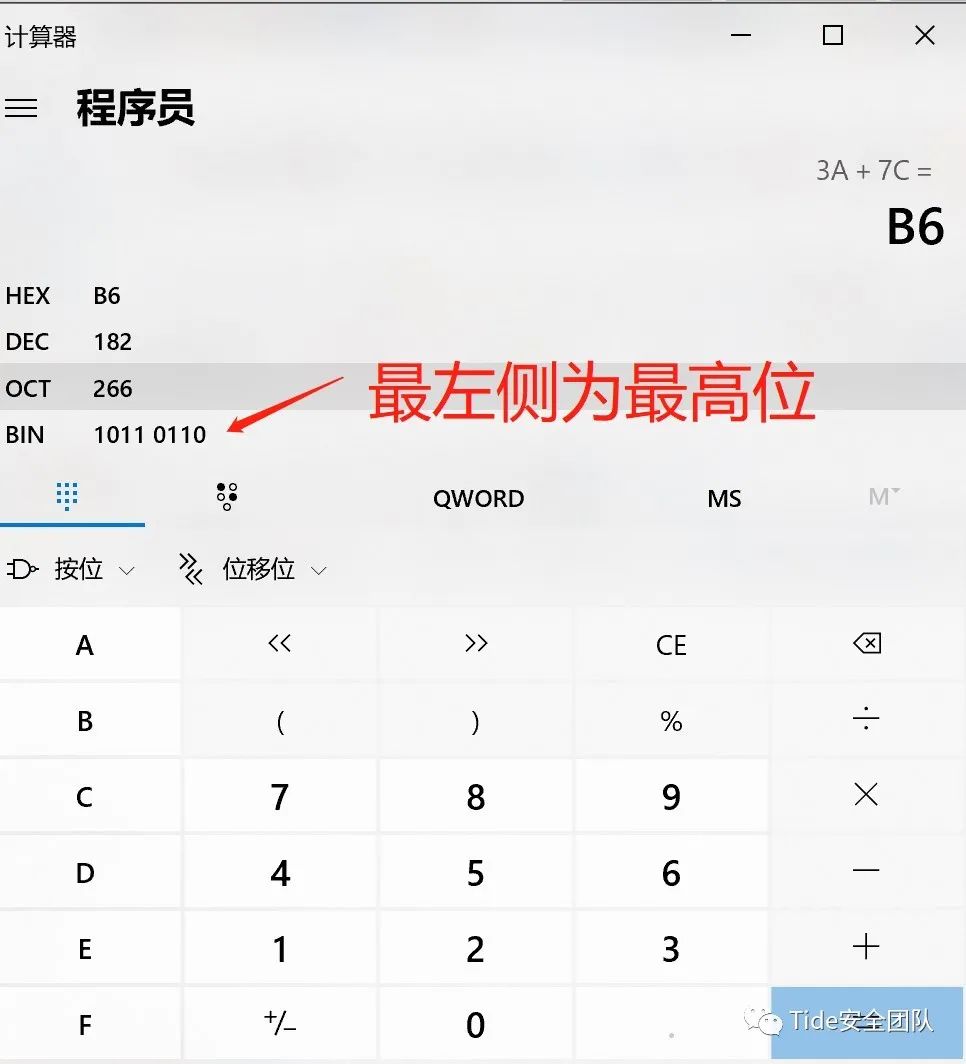 计算器
程序员
3A + 7C =
B6
HEX B6
DEC 182
OCT 266
最左侧为最高位
BIN 1011 0110
QWORD MS M
按位 位移位
A << >> CE
B ( ) % ÷
C 7 8 9 ×
D 4 5 6 −
E 1 2 3 +
F +/− 0 . =
Tide安全团队